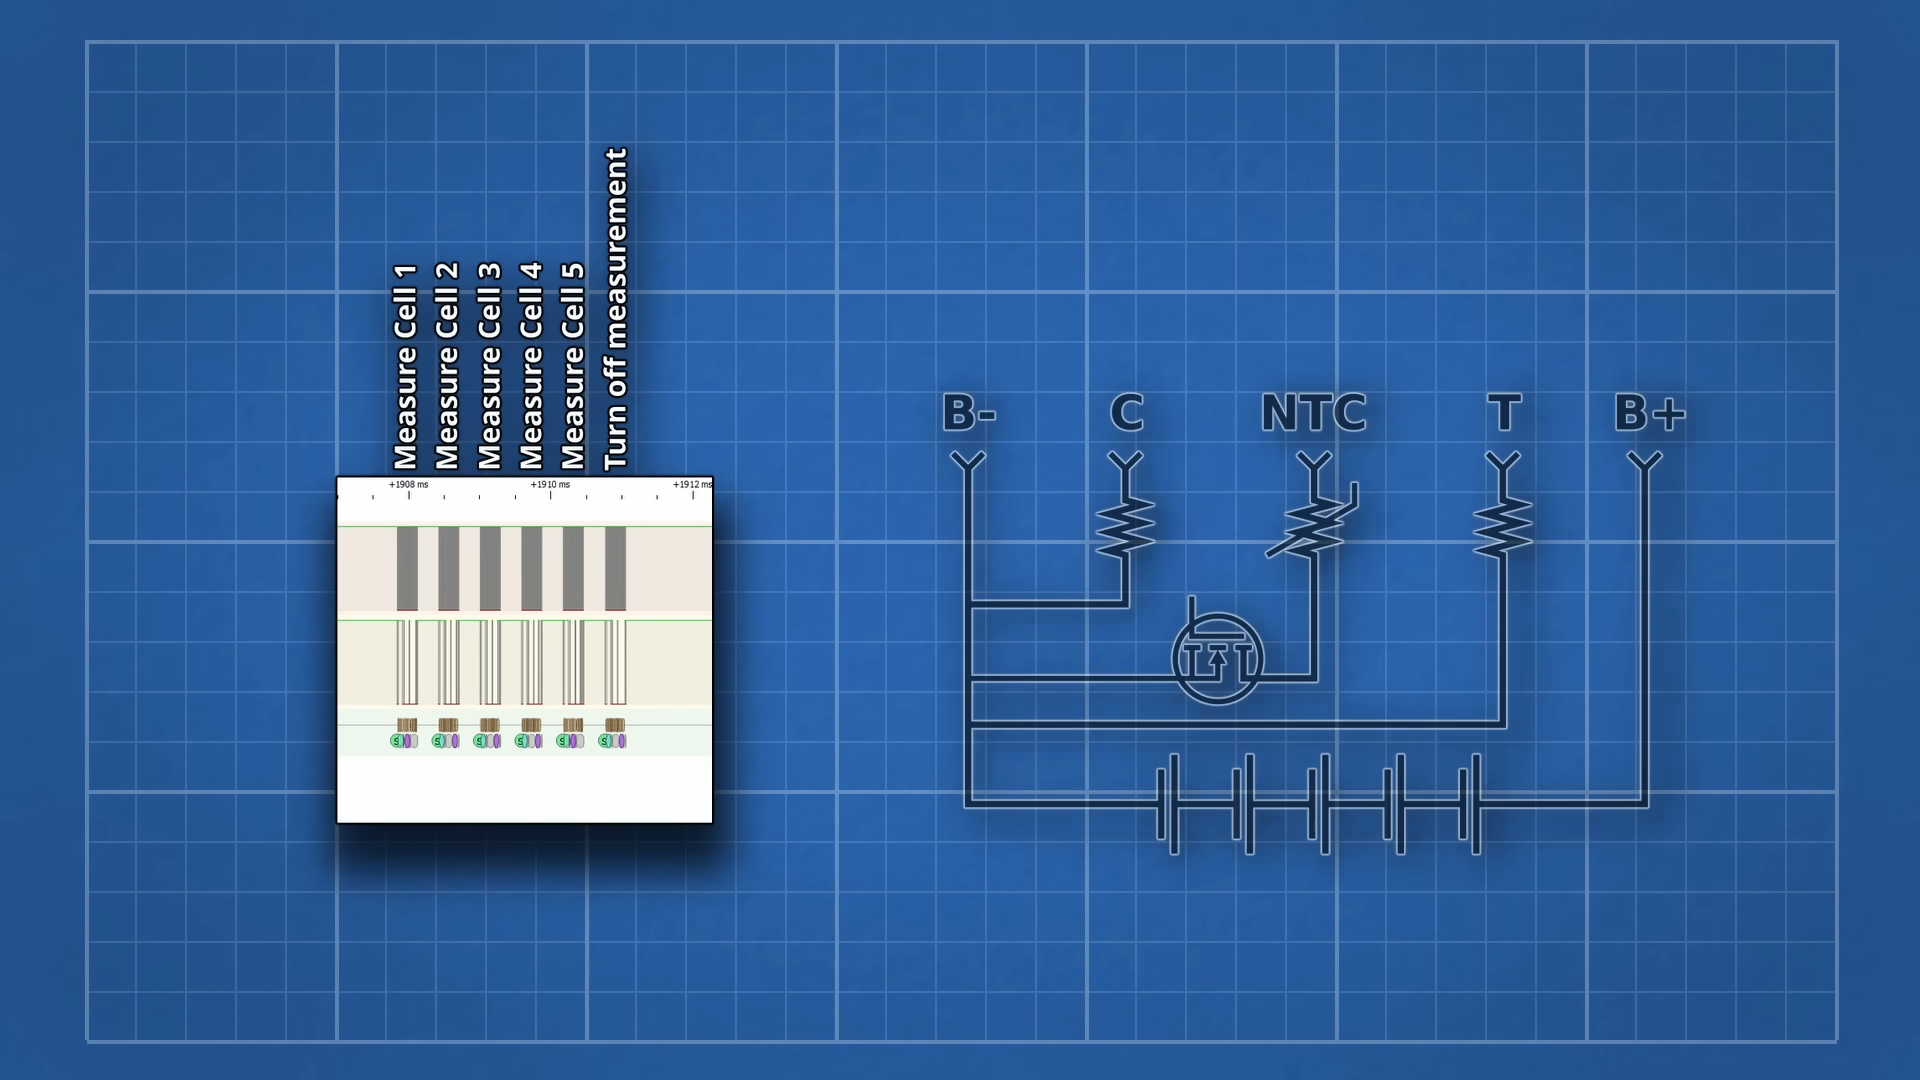 Measure Cell 1
Measure Cell 2
Measure Cell 3
Measure Cell 4
Measure Cell 5
Turn off measurement
+1908 ms
+1910 ms
+1912 ms
S
S
S
S
S
S
B-
C
NTC
T
B+